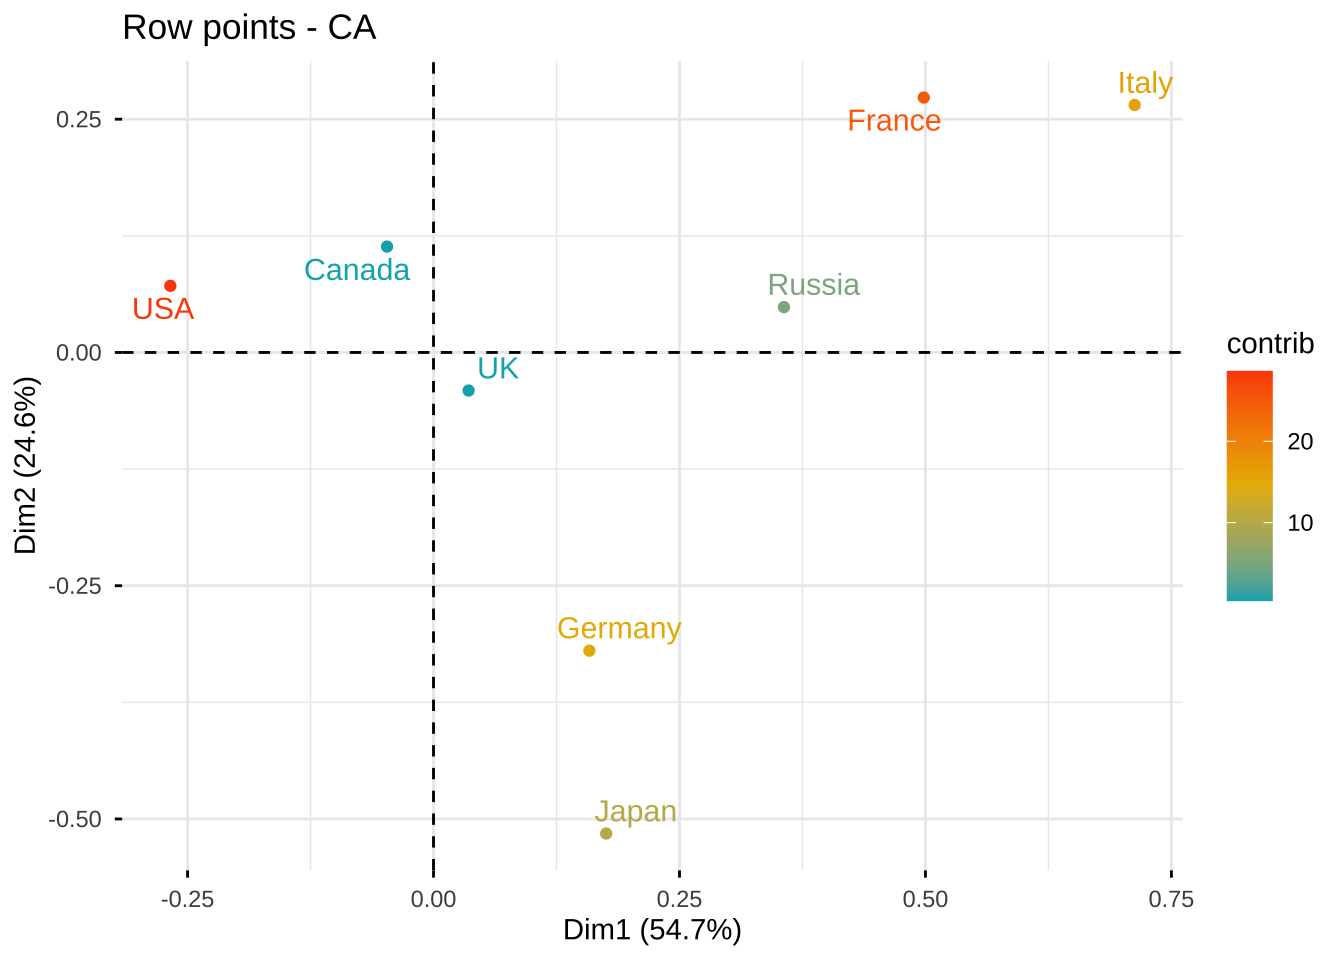 Row points - CA
Italy
France
Canada
Russia
USA
UK
Germany
Japan
0.25
0.00
-0.25
-0.50
Dim2 (24.6%)
-0.25
0.00
0.25
0.50
0.75
Dim1 (54.7%)
contrib
20
10